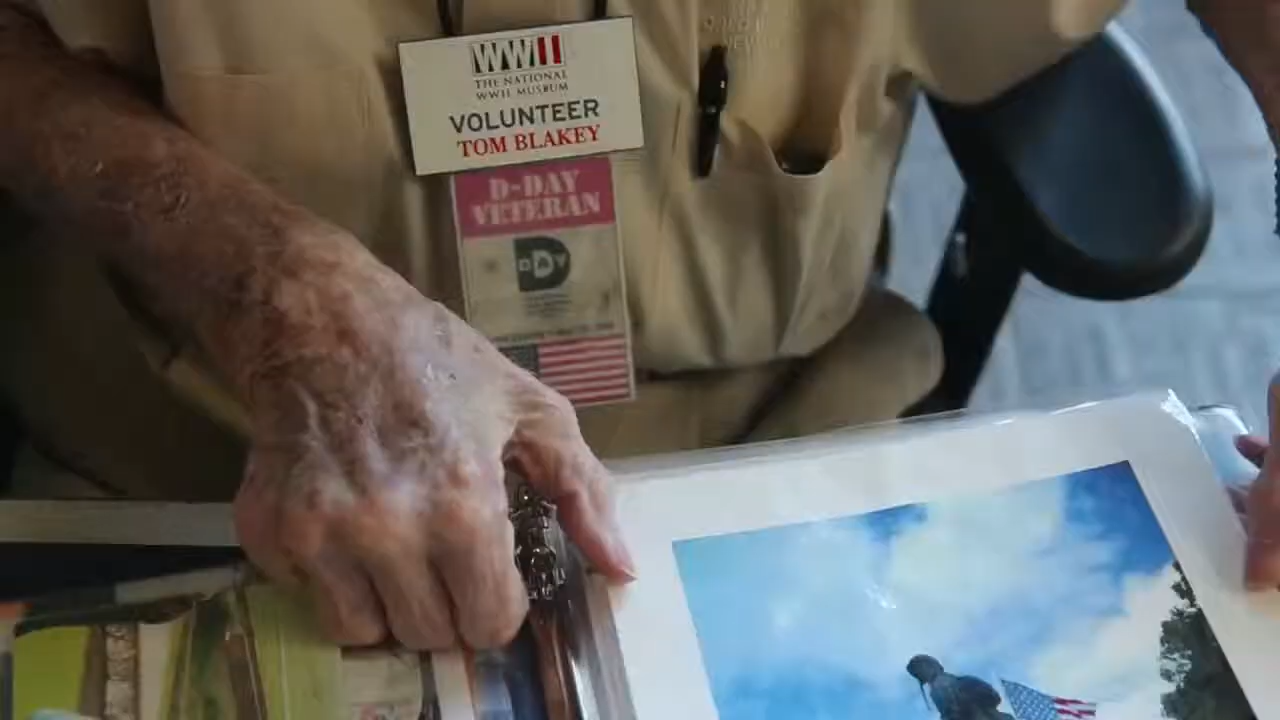 WWII
THE NATIONAL
WWII MUSEUM
VOLUNTEER
TOM BLAKEY
D-DAY
VETERAN
D
DAY